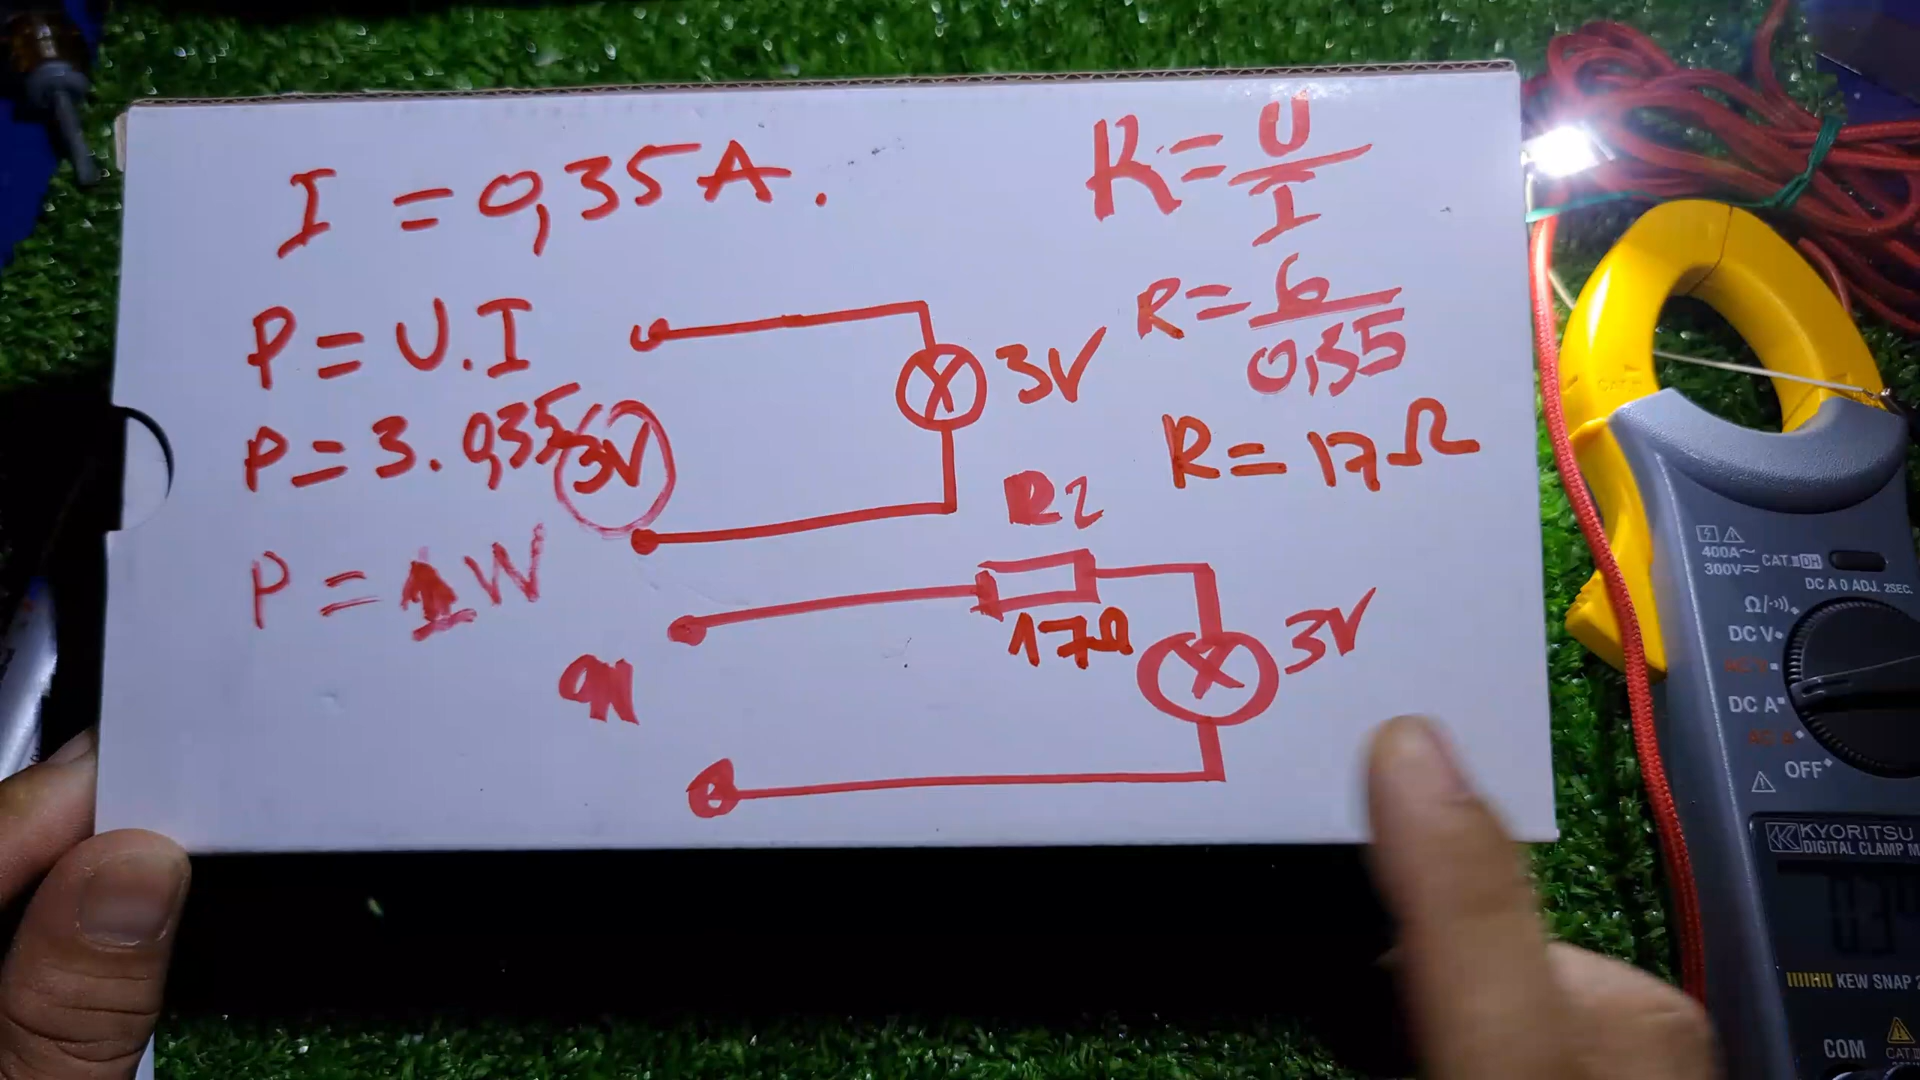 I = 0,35A.
P = U.I
P = 3.0,35
3V
P = 1W
3V
R = U/I
R = 6/0,35
R = 17Ω
R2
17Ω
3V
9V
400A~
300V≂
CAT.III
DC A 0 ADJ. 2SEC.
DC V
AC V
DC A
AC A
OFF
KYORITSU
DIGITAL CLAMP M
KEW SNAP 2
COM